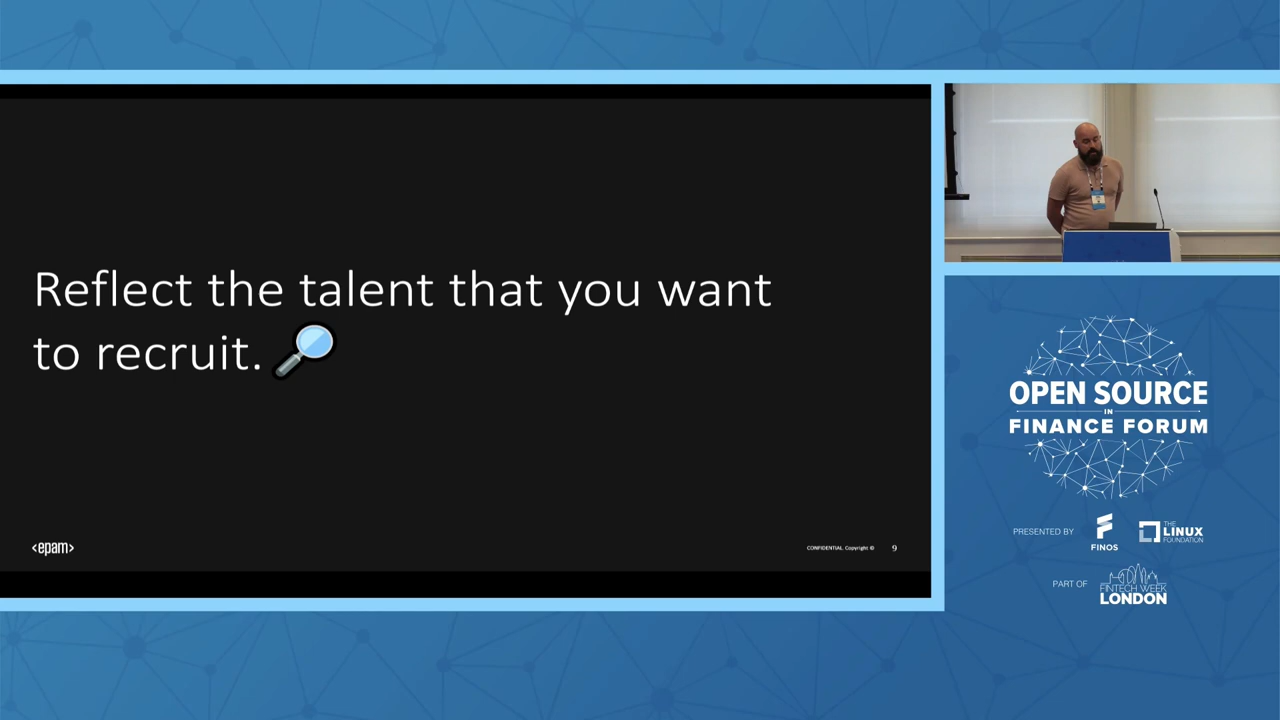 Reflect the talent that you want
to recruit.
<epam>
CONFIDENTIAL Copyright ©
9
OPEN SOURCE
IN
FINANCE FORUM
PRESENTED BY
FINOS
THE
LINUX
FOUNDATION
PART OF
FINTECH WEEK
LONDON